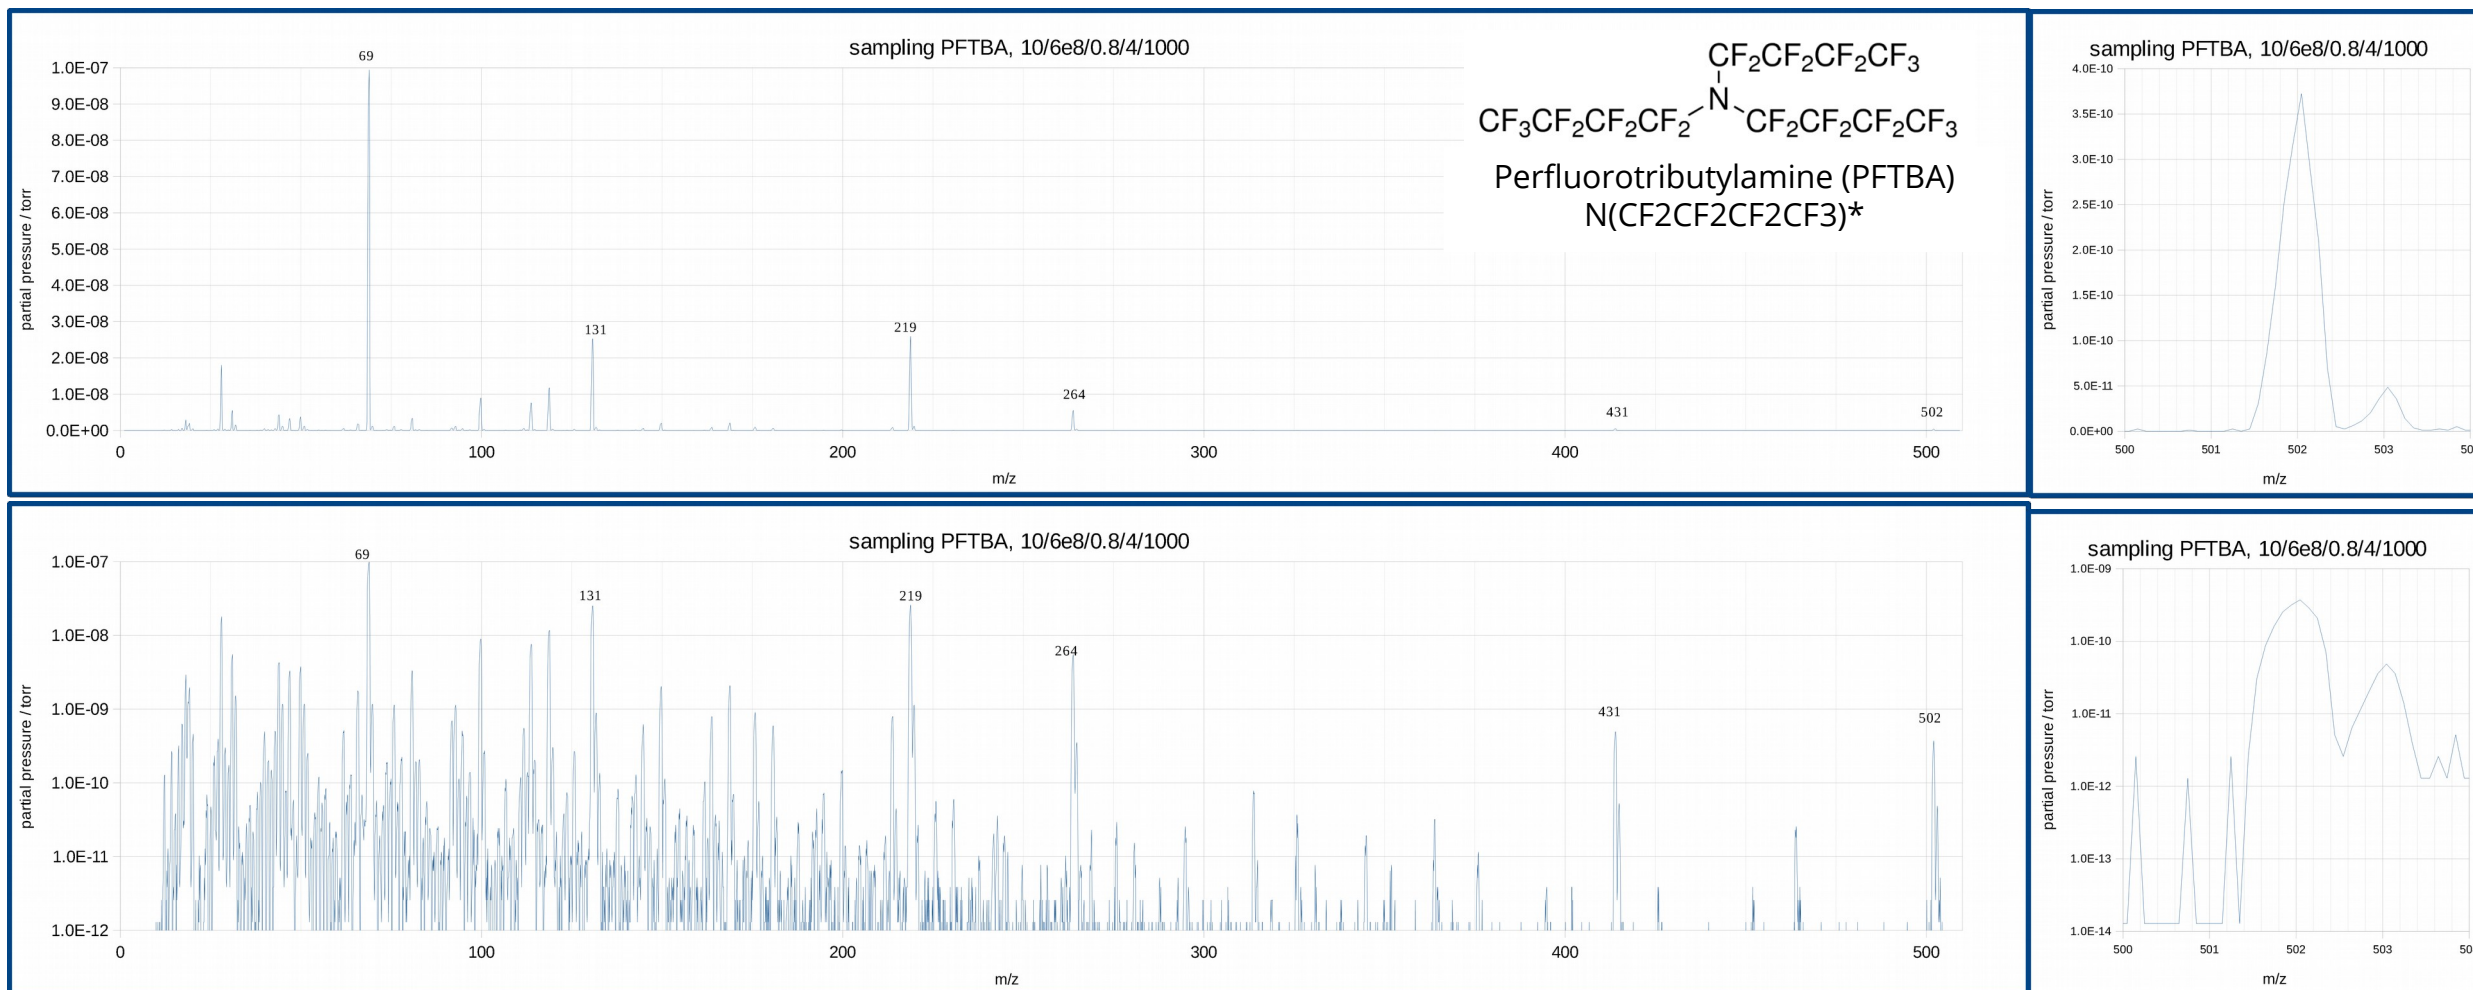 sampling PFTBA, 10/6e8/0.8/4/1000
69
1.0E-07
9.0E-08
8.0E-08
7.0E-08
6.0E-08
5.0E-08
4.0E-08
3.0E-08
2.0E-08
1.0E-08
0.0E+00
partial pressure / torr
131
219
264
431
502
0 100 200 300 400 500
m/z
CF2CF2CF2CF3
N
CF3CF2CF2CF2 CF2CF2CF2CF3
Perfluorotributylamine (PFTBA)
N(CF2CF2CF2CF3)*
sampling PFTBA, 10/6e8/0.8/4/1000
4.0E-10
3.5E-10
3.0E-10
2.5E-10
2.0E-10
1.5E-10
1.0E-10
5.0E-11
0.0E+00
partial pressure / torr
500 501 502 503 50
m/z
sampling PFTBA, 10/6e8/0.8/4/1000
69
1.0E-07
1.0E-08
1.0E-09
1.0E-10
1.0E-11
1.0E-12
partial pressure / torr
131
219
264
431
502
0 100 200 300 400 500
m/z
sampling PFTBA, 10/6e8/0.8/4/1000
1.0E-09
1.0E-10
1.0E-11
1.0E-12
1.0E-13
1.0E-14
partial pressure / torr
500 501 502 503 50
m/z